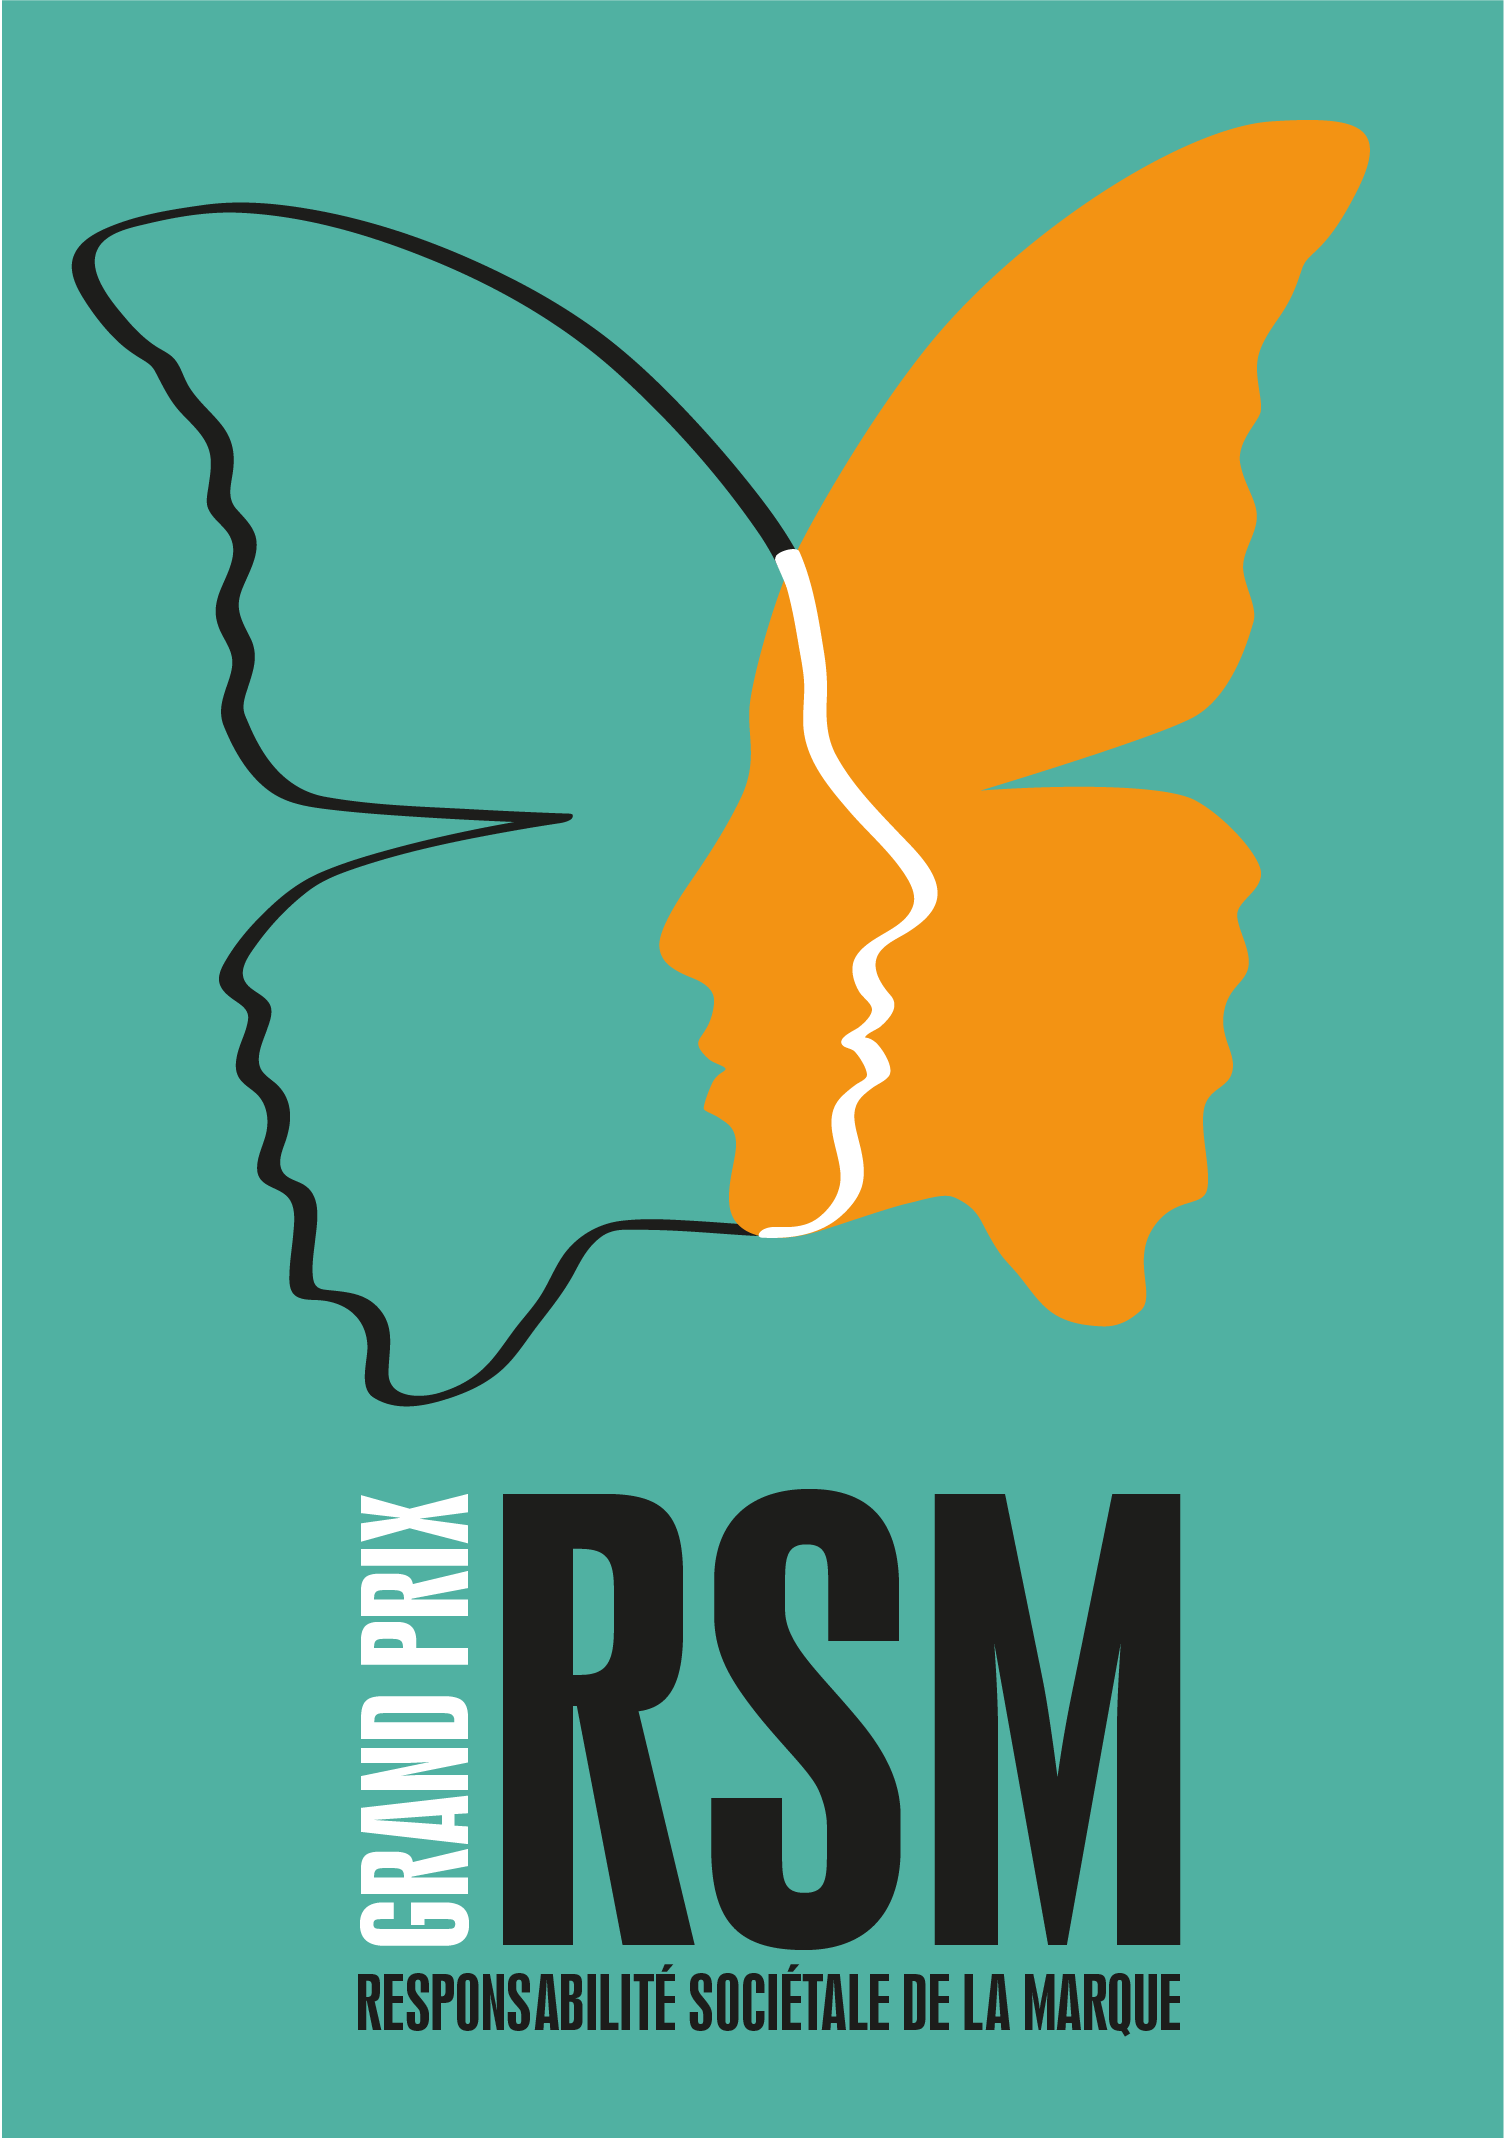 GRAND PRIX
RSM
RESPONSABILITÉ SOCIÉTALE DE LA MARQUE